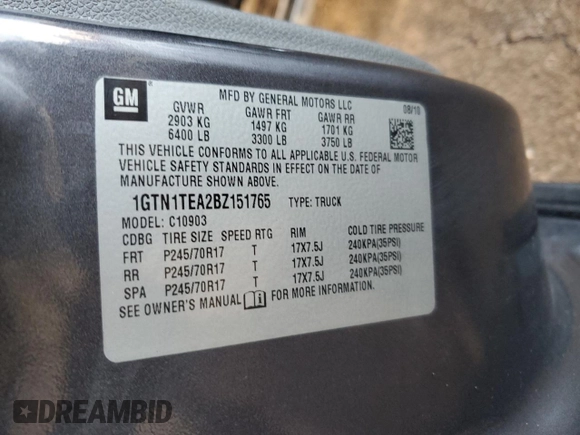 GM
MFD BY GENERAL MOTORS LLC
08/10
GVWR GAWR FRT GAWR RR
2903 KG 1497 KG 1701 KG
6400 LB 3300 LB 3750 LB
THIS VEHICLE CONFORMS TO ALL APPLICABLE U.S. FEDERAL MOTOR
VEHICLE SAFETY STANDARDS IN EFFECT ON THE DATE OF
MANUFACTURE SHOWN ABOVE.
1GTN1TEA2BZ151765 TYPE: TRUCK
MODEL: C10903
CDBG TIRE SIZE SPEED RTG RIM COLD TIRE PRESSURE
FRT P245/70R17 T 17X7.5J 240KPA(35PSI)
RR P245/70R17 T 17X7.5J 240KPA(35PSI)
SPA P245/70R17 T 17X7.5J 240KPA(35PSI)
SEE OWNER'S MANUAL FOR MORE INFORMATION.
DREAMBID